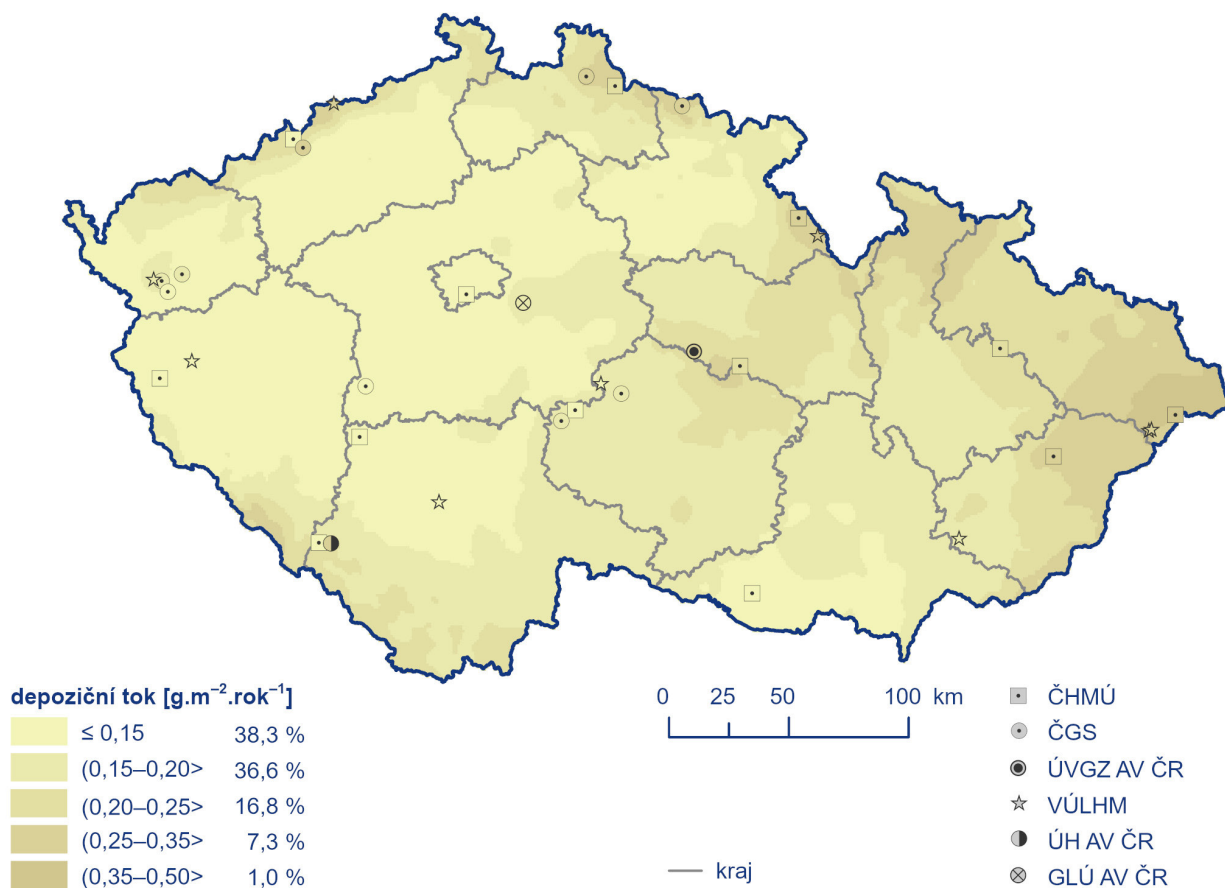 depoziční tok [g.m⁻².rok⁻¹]
≤ 0,15 38,3 %
(0,15–0,20> 36,6 %
(0,20–0,25> 16,8 %
(0,25–0,35> 7,3 %
(0,35–0,50> 1,0 %
0 25 50 100 km
kraj
ČHMÚ
ČGS
ÚVGZ AV ČR
VÚLHM
ÚH AV ČR
GLÚ AV ČR